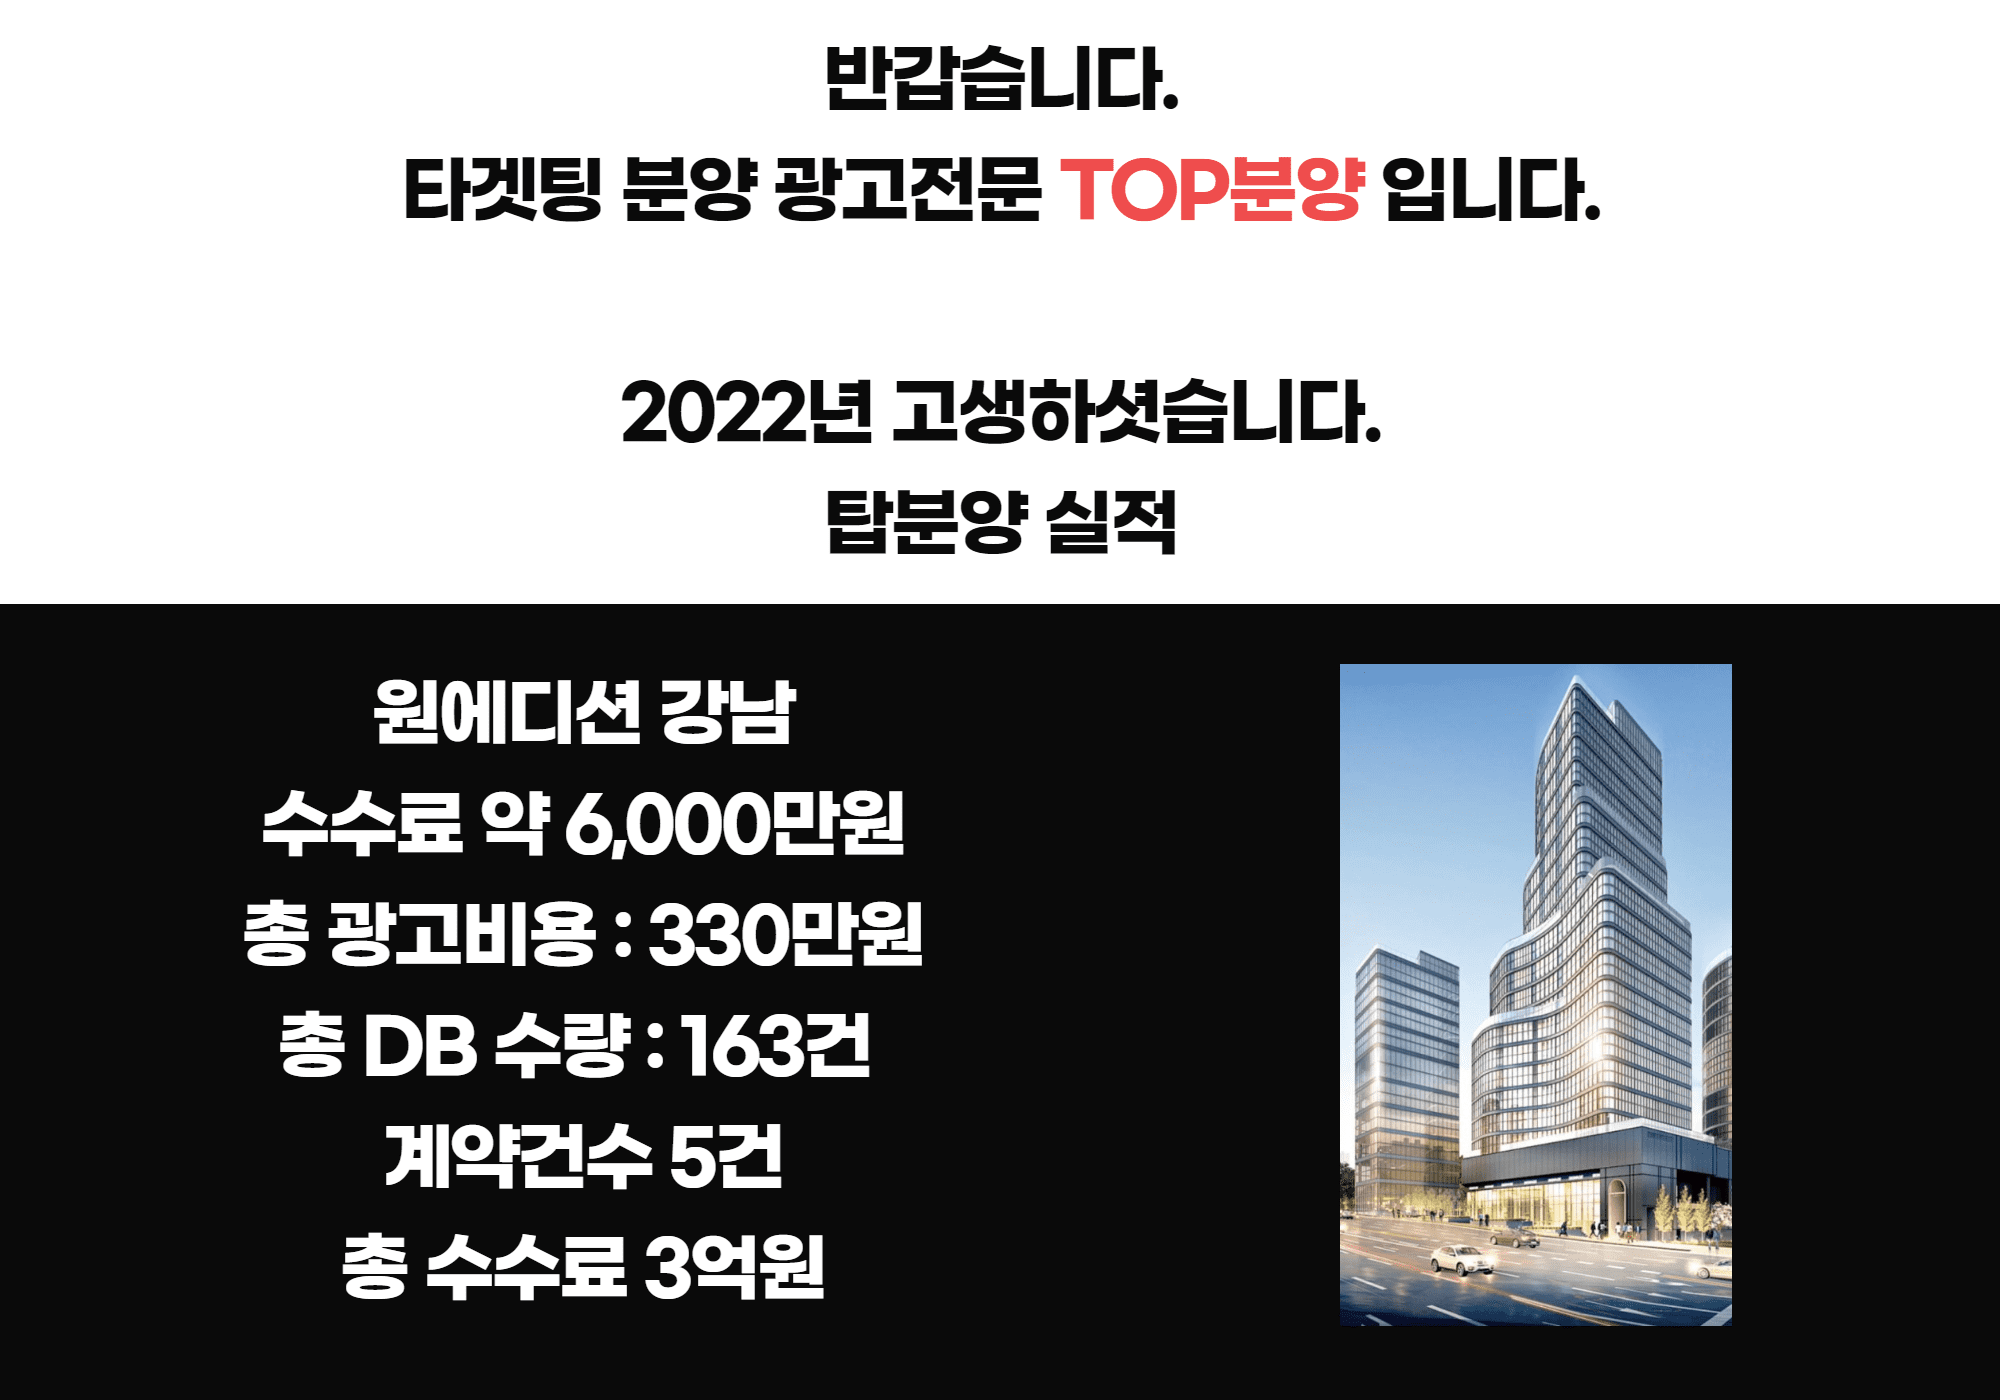 반갑습니다.
타겟팅 분양 광고전문 TOP분양 입니다.
2022년 고생하셧습니다.
탑분양 실적
원에디션 강남
수수료 약 6,000만원
총 광고비용 : 330만원
총 DB 수량 : 163건
계약건수 5건
총 수수료 3억원